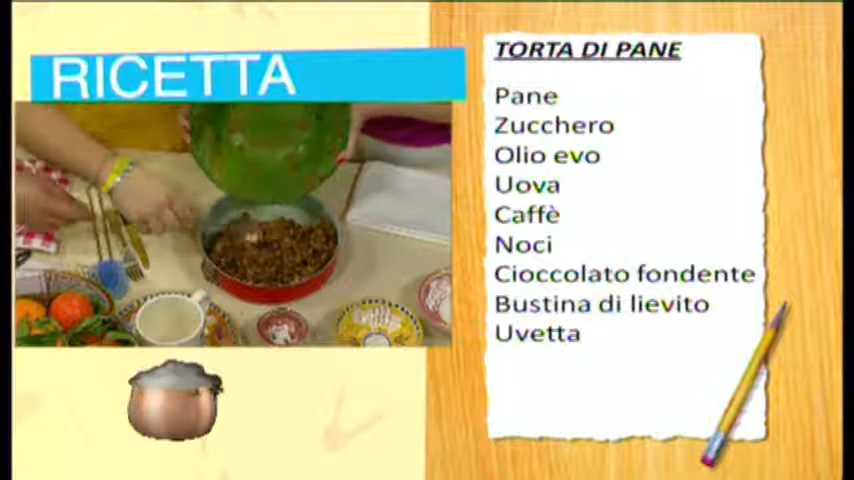 RICETTA
TORTA DI PANE
Pane
Zucchero
Olio evo
Uova
Caffè
Noci
Cioccolato fondente
Bustina di lievito
Uvetta